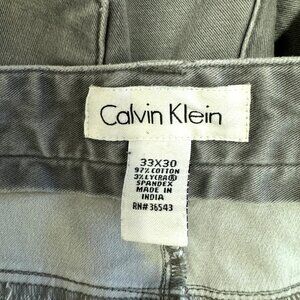 Calvin Klein
33X30
97% COTTON
3% LYCRA®
SPANDEX
MADE IN
INDIA
RN# 36543